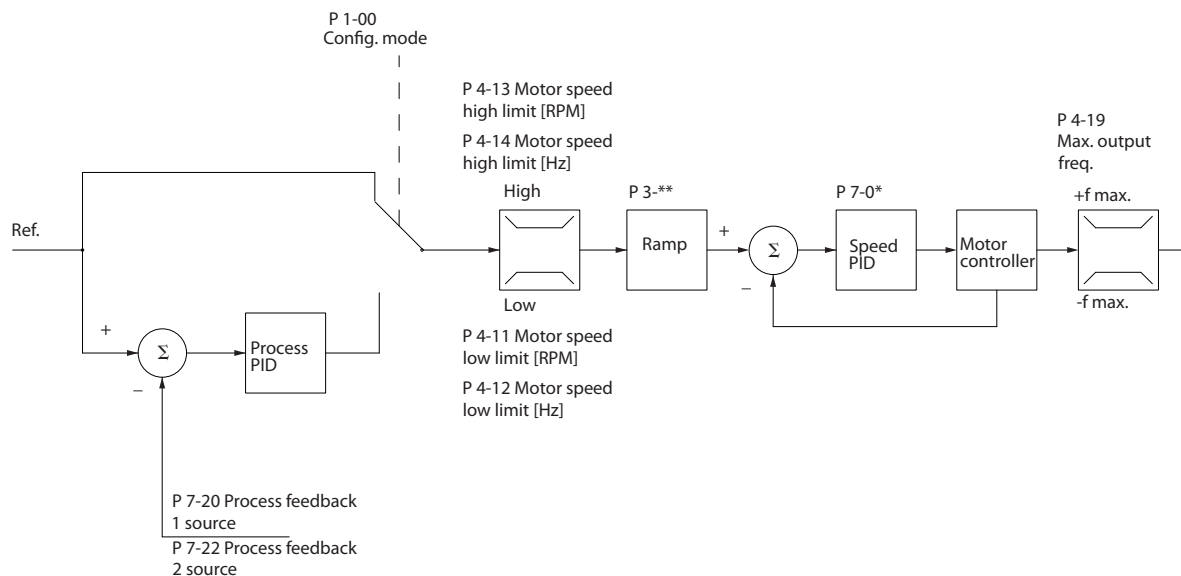 P 1-00
Config. mode
P 4-13 Motor speed
high limit [RPM]
P 4-14 Motor speed
high limit [Hz]
P 4-19
Max. output
freq.
High
P 3-**
P 7-0*
+f max.
Ref.
Ramp
+
Σ
−
Speed
PID
Motor
controller
Low
-f max.
+
Σ
−
Process
PID
P 4-11 Motor speed
low limit [RPM]
P 4-12 Motor speed
low limit [Hz]
P 7-20 Process feedback
1 source
P 7-22 Process feedback
2 source